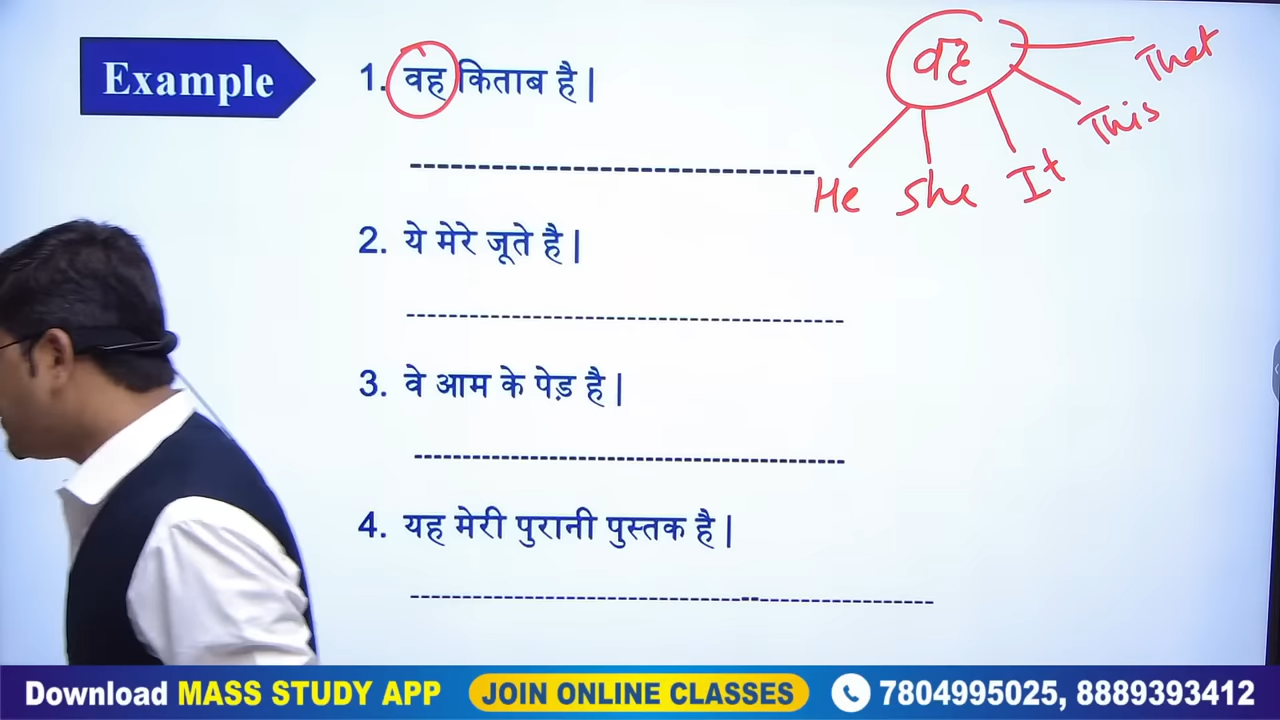 Example
1. वह किताब है |
वह
That
This
He She It
2. ये मेरे जूते है |
3. वे आम के पेड़ है |
4. यह मेरी पुरानी पुस्तक है |
Download MASS STUDY APP JOIN ONLINE CLASSES 7804995025, 8889393412